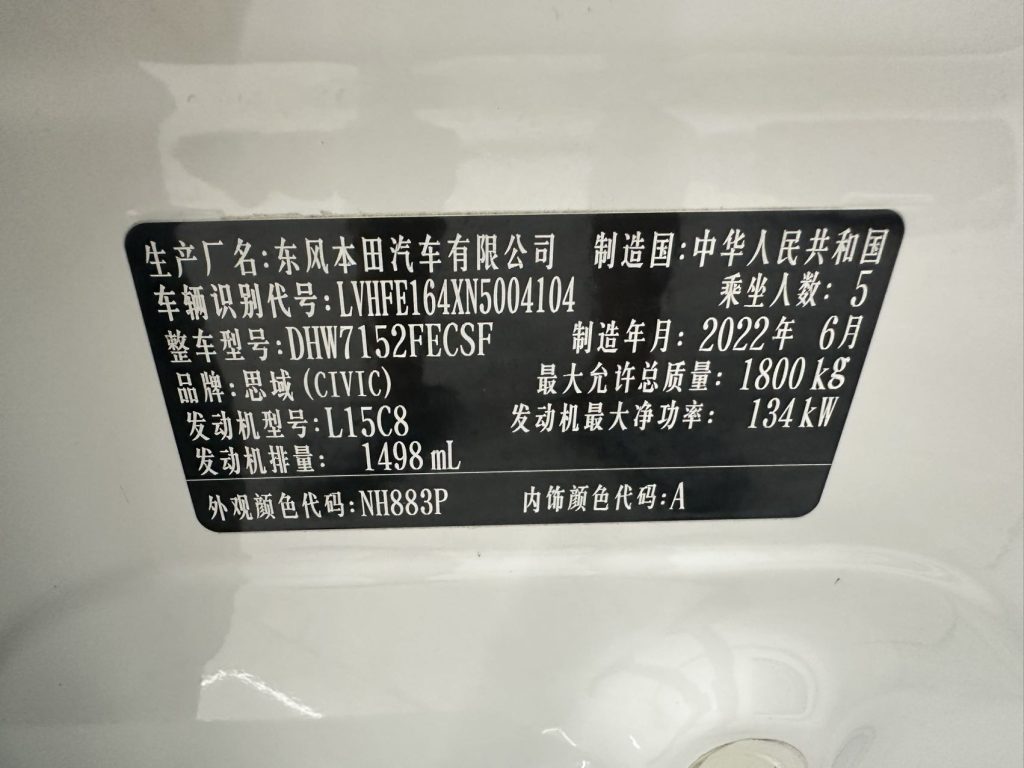 生产厂名:东风本田汽车有限公司 制造国:中华人民共和国
车辆识别代号:LVHFE164XN5004104 乘坐人数: 5
整车型号:DHW7152FECSF 制造年月: 2022年 6月
品牌:思域(CIVIC) 最大允许总质量: 1800 kg
发动机型号:L15C8 发动机最大净功率: 134 kW
发动机排量: 1498 mL
外观颜色代码:NH883P 内饰颜色代码:A